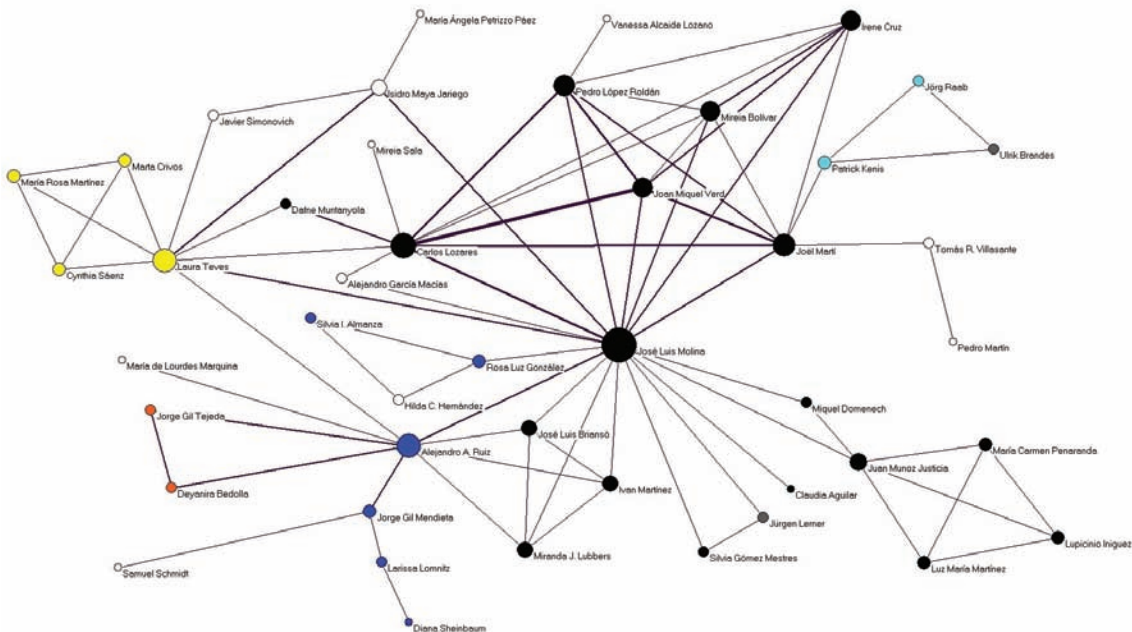 María Ángela Petrizzo Páez
Vanessa Alcaide Lozano
Irene Cruz
Isidro Maya Jariego
Pedro López Roldán
Jörg Raab
Javier Simonovich
Mireia Bolívar
Mireia Sala
Ulrik Brandes
Marta Crivos
Patrick Kenis
María Rosa Martínez
Joan Miquel Verd
Dafne Muntanyola
Carlos Lozares
Joël Martí
Tomás R. Villasante
Cynthia Sáenz
Laura Teves
Alejandro García Macías
Silvia I. Almanza
José Luis Molina
Pedro Martín
María de Lourdes Marquina
Rosa Luz González
Hilda C. Hernández
Miquel Domenech
Jorge Gil Tejeda
José Luis Briansó
Alejandro A. Ruiz
María Carmen Penaranda
Juan Munoz Justicia
Deyanira Bedolla
Ivan Martínez
Claudia Aguilar
Jorge Gil Mendieta
Jürgen Lerner
Lupicinio Iniguez
Miranda J. Lubbers
Silvia Gómez Mestres
Luz María Martínez
Samuel Schmidt
Larissa Lomnitz
Diana Sheinbaum